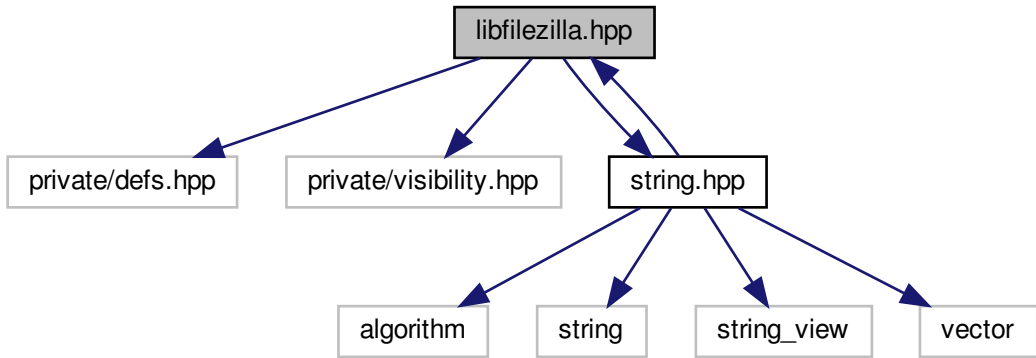 libfilezilla.hpp
private/defs.hpp
private/visibility.hpp
string.hpp
algorithm
string
string_view
vector